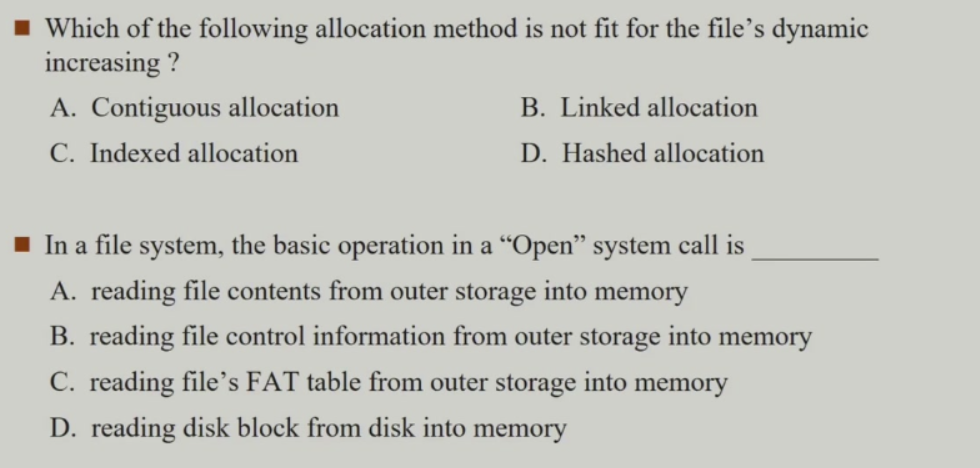 ■ Which of the following allocation method is not fit for the file’s dynamic
increasing ?
A. Contiguous allocation B. Linked allocation
C. Indexed allocation D. Hashed allocation
■ In a file system, the basic operation in a “Open” system call is __________
A. reading file contents from outer storage into memory
B. reading file control information from outer storage into memory
C. reading file’s FAT table from outer storage into memory
D. reading disk block from disk into memory